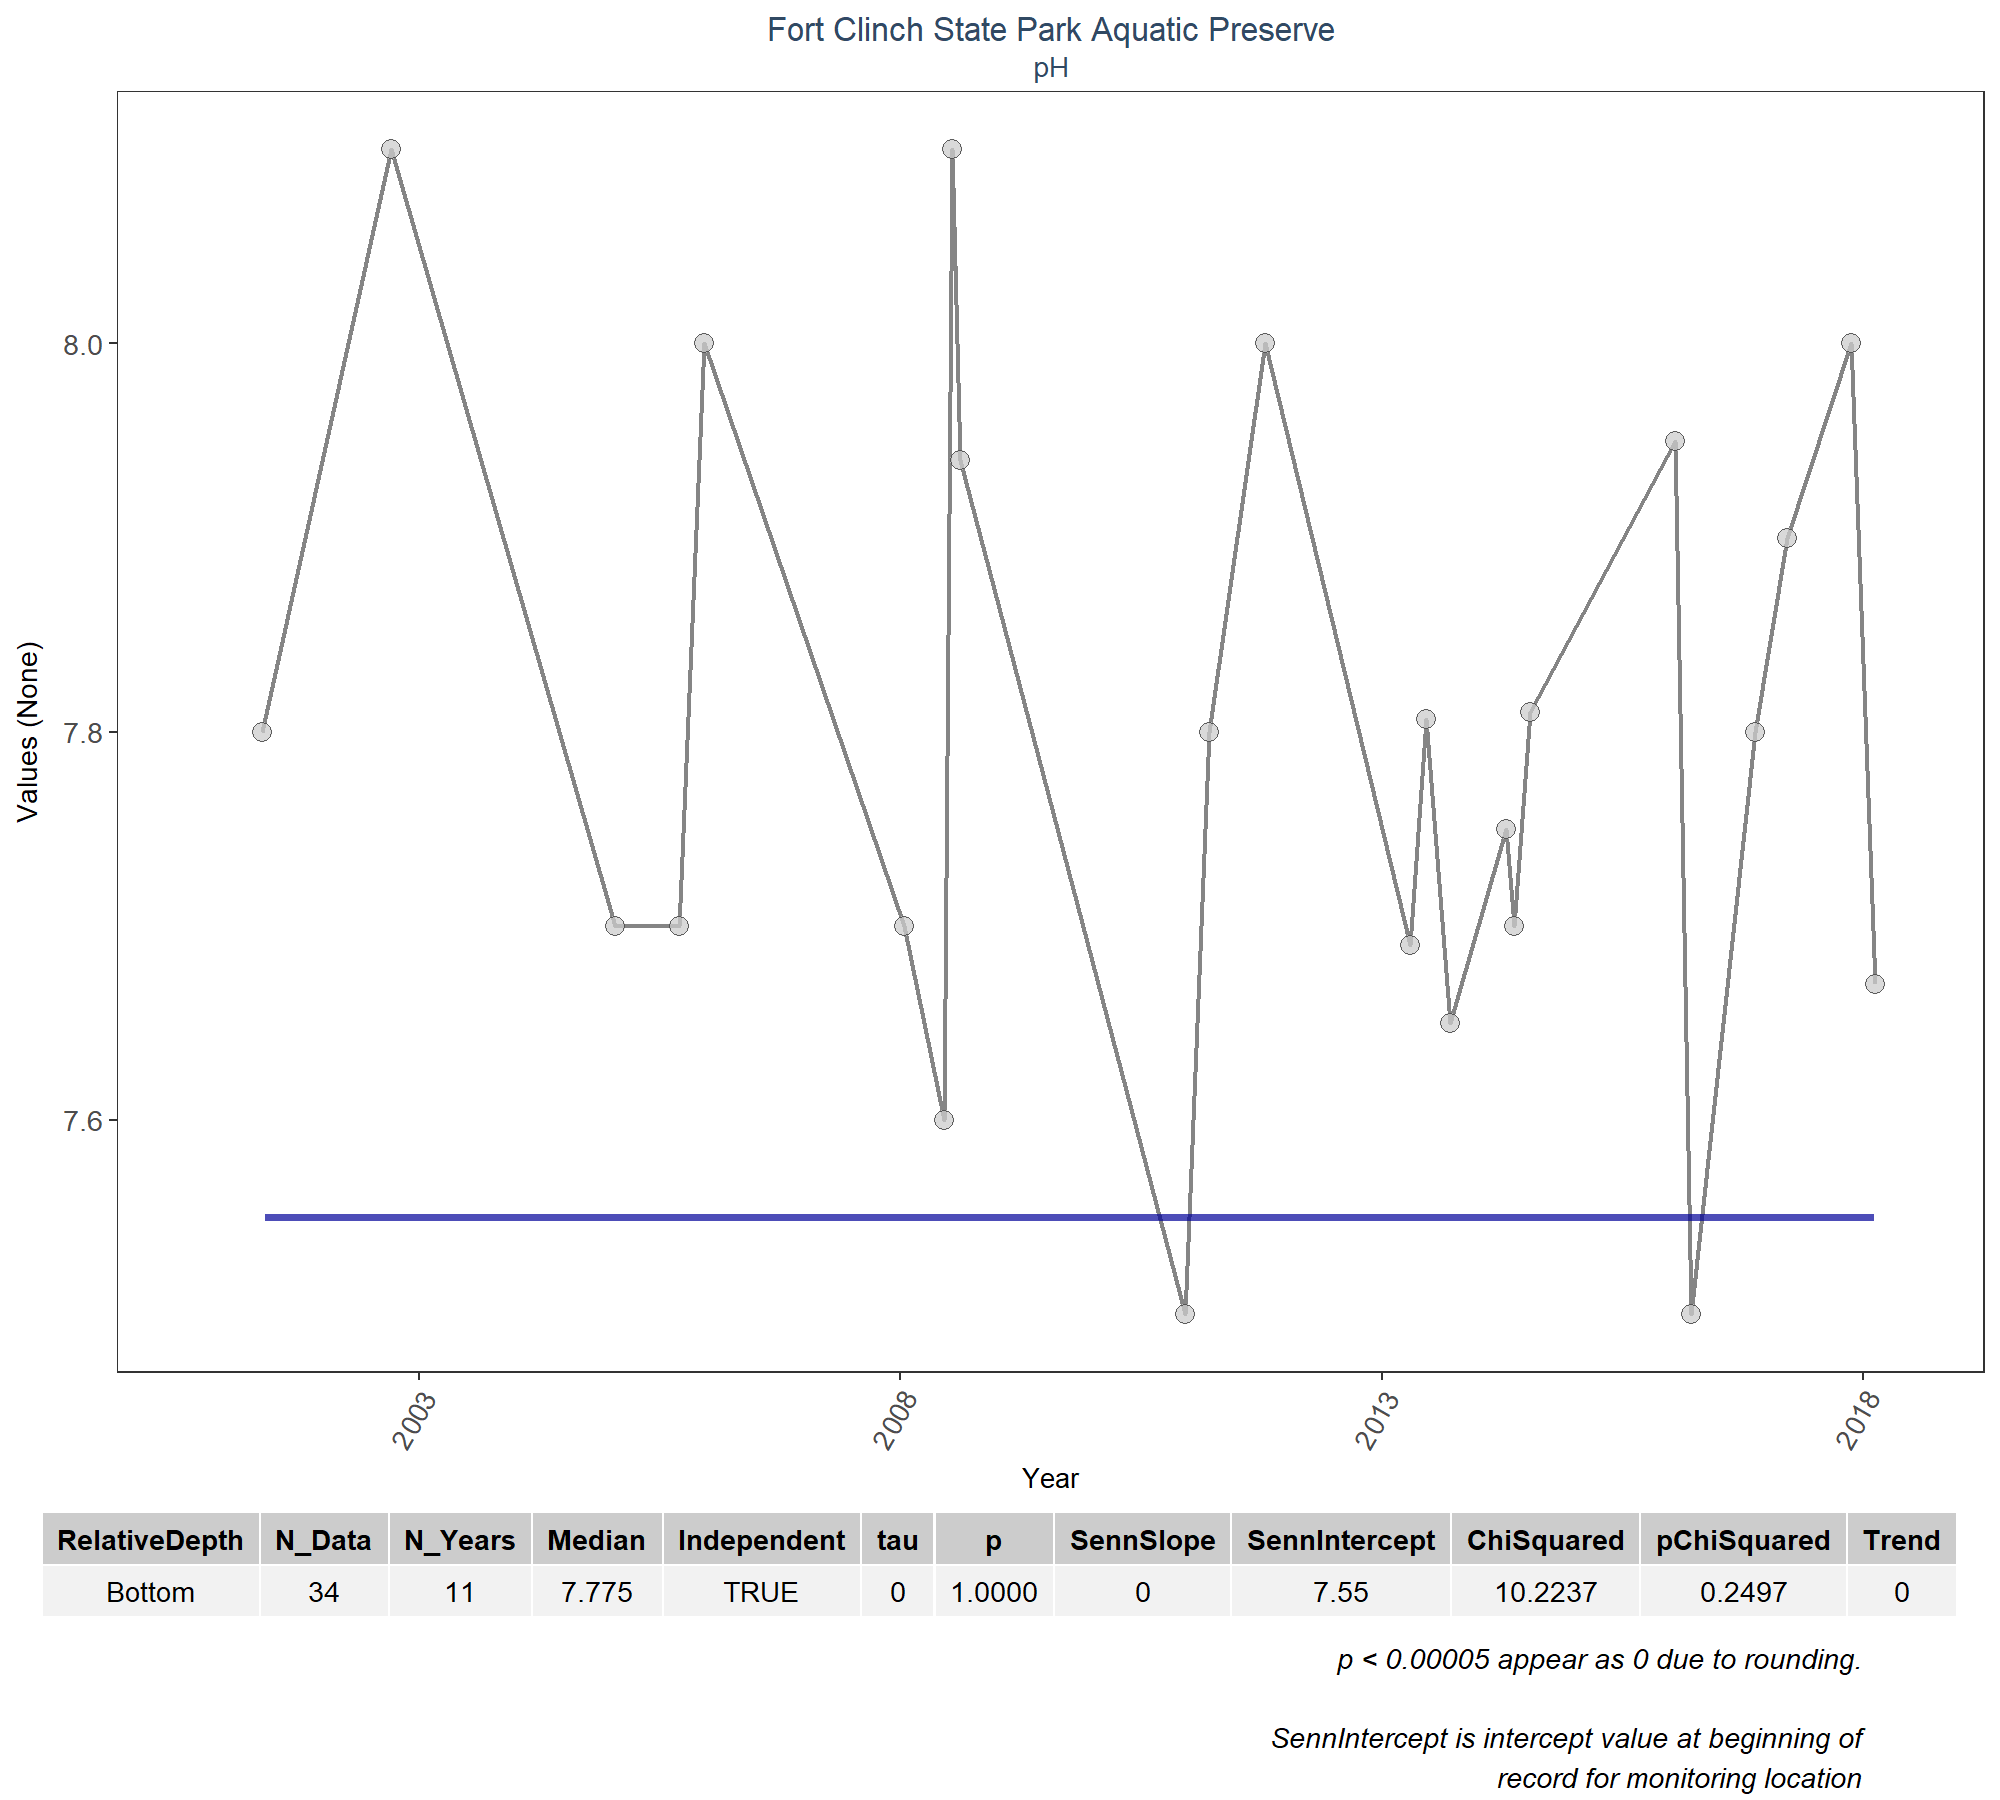 Fort Clinch State Park Aquatic Preserve
pH
Values (None)
8.0
7.8
7.6
2003
2008
2013
2018
Year
RelativeDepth N_Data N_Years Median Independent tau p SennSlope SennIntercept ChiSquared pChiSquared Trend
Bottom 34 11 7.775 TRUE 0 1.0000 0 7.55 10.2237 0.2497 0
p < 0.00005 appear as 0 due to rounding.
SennIntercept is intercept value at beginning of
record for monitoring location